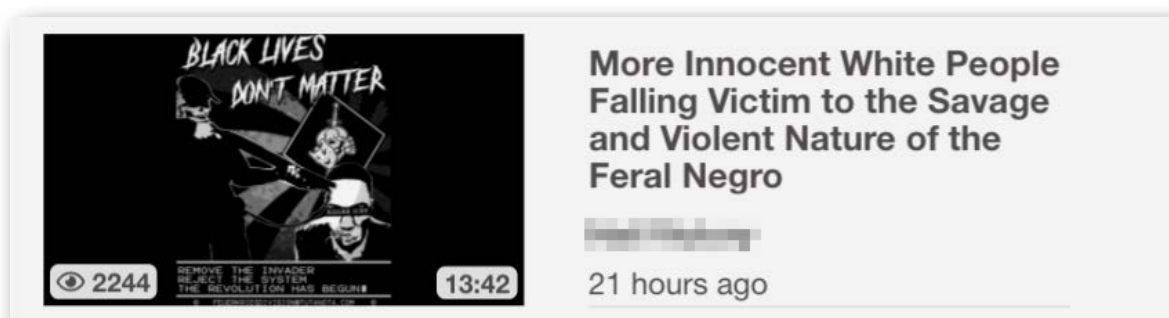 BLACK LIVES
DON'T MATTER
REMOVE THE INVADER
REJECT THE SYSTEM
THE REVOLUTION HAS BEGUN
2244
13:42
More Innocent White People
Falling Victim to the Savage
and Violent Nature of the
Feral Negro
21 hours ago